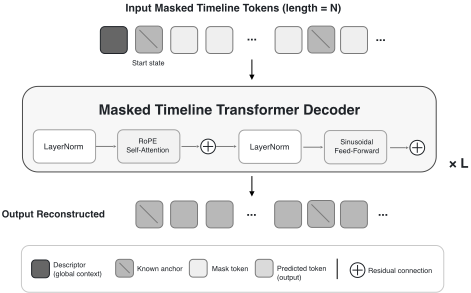 Input Masked Timeline Tokens (length = N)
...
...
Start state
Masked Timeline Transformer Decoder
LayerNorm
RoPE
Self-Attention
LayerNorm
Sinusoidal
Feed-Forward
× L
Output Reconstructed
...
...
Descriptor
(global context)
Known anchor
Mask token
Predicted token
(output)
Residual connection